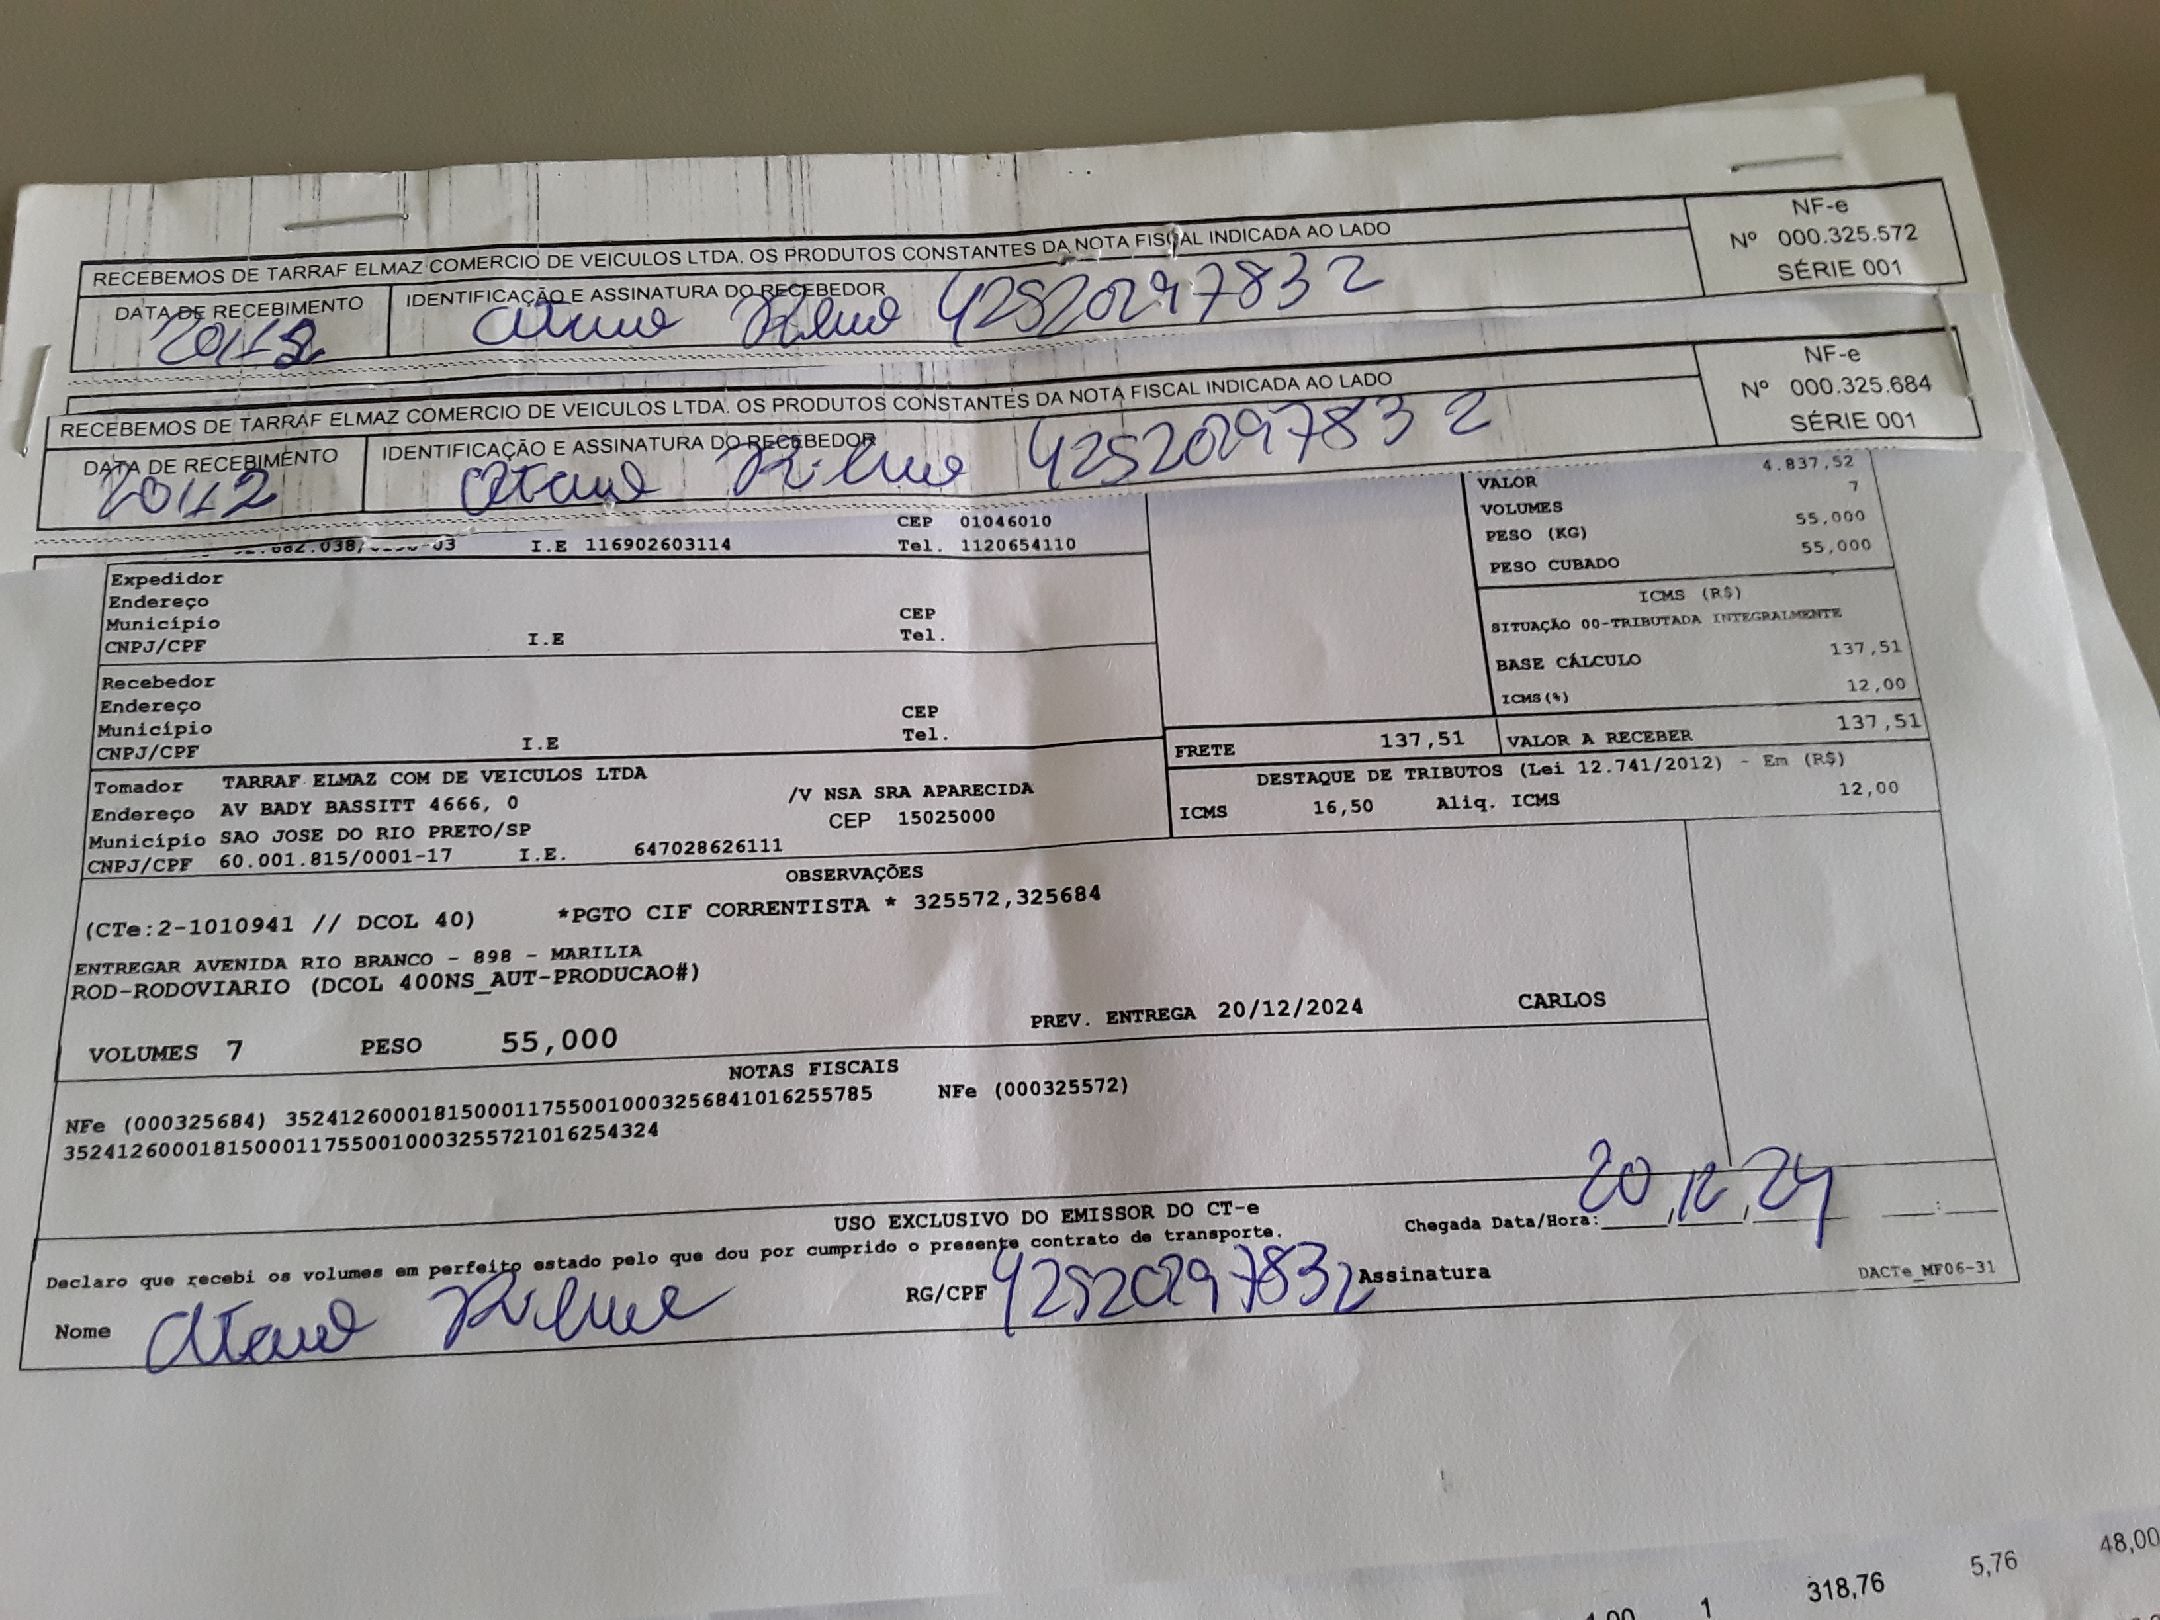 RECEBEMOS DE TARRAF ELMAZ COMERCIO DE VEICULOS LTDA. OS PRODUTOS CONSTANTES DA NOTA FISCAL INDICADA AO LADO
NF-e
Nº 000.325.572
SÉRIE 001
DATA DE RECEBIMENTO
20/12
IDENTIFICAÇÃO E ASSINATURA DO RECEBEDOR
42520297832
RECEBEMOS DE TARRAF ELMAZ COMERCIO DE VEICULOS LTDA. OS PRODUTOS CONSTANTES DA NOTA FISCAL INDICADA AO LADO
NF-e
Nº 000.325.684
SÉRIE 001
DATA DE RECEBIMENTO
20/12
IDENTIFICAÇÃO E ASSINATURA DO RECEBEDOR
42520297832
CEP 01046010
I.E 116902603114 Tel. 1120654110
Expedidor
Endereço
Município CEP
CNPJ/CPF I.E Tel.
Recebedor
Endereço
Município CEP
CNPJ/CPF I.E Tel.
VALOR 4.837,52
VOLUMES 7
PESO (KG) 55,000
PESO CUBADO 55,000
ICMS (R$)
SITUAÇÃO 00-TRIBUTADA INTEGRALMENTE
BASE CÁLCULO 137,51
ICMS(%) 12,00
FRETE 137,51 VALOR A RECEBER 137,51
DESTAQUE DE TRIBUTOS (Lei 12.741/2012) - Em (R$)
ICMS 16,50 Aliq. ICMS 12,00
Tomador TARRAF ELMAZ COM DE VEICULOS LTDA
Endereço AV BADY BASSITT 4666, 0 /V NSA SRA APARECIDA
Município SAO JOSE DO RIO PRETO/SP CEP 15025000
CNPJ/CPF 60.001.815/0001-17 I.E. 647028626111
OBSERVAÇÕES
(CTe:2-1010941 // DCOL 40) *PGTO CIF CORRENTISTA * 325572,325684
ENTREGAR AVENIDA RIO BRANCO - 898 - MARILIA
ROD-RODOVIARIO (DCOL 400NS_AUT-PRODUCAO#)
PREV. ENTREGA 20/12/2024 CARLOS
VOLUMES 7 PESO 55,000
NOTAS FISCAIS
NFe (000325684) 35241260001815000117550010003256841016255785 NFe (000325572)
35241260001815000117550010003255721016254324
USO EXCLUSIVO DO EMISSOR DO CT-e
Declaro que recebi os volumes em perfeito estado pelo que dou por cumprido o presente contrato de transporte.
Chegada Data/Hora: 20/12/24 :
Nome
RG/CPF 42520297832 Assinatura
DACTe_MF06-31
1 318,76 5,76 48,00